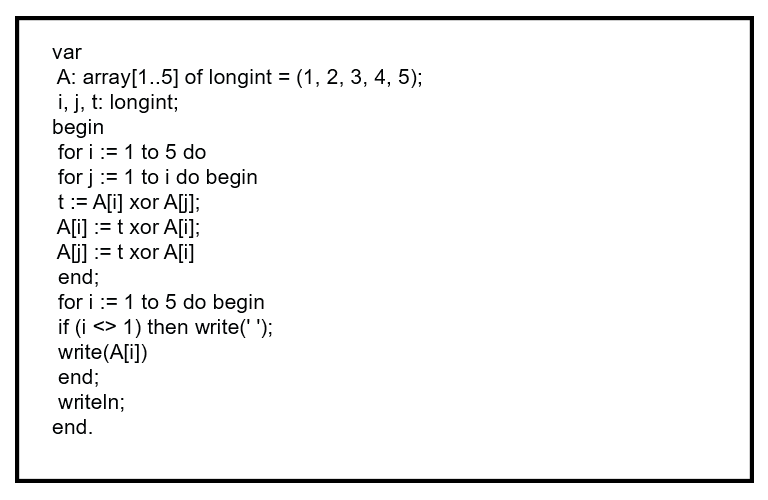 var
A: array[1..5] of longint = (1, 2, 3, 4, 5);
i, j, t: longint;
begin
for i := 1 to 5 do
for j := 1 to i do begin
t := A[i] xor A[j];
A[i] := t xor A[i];
A[j] := t xor A[i]
end;
for i := 1 to 5 do begin
if (i <> 1) then write(' ');
write(A[i])
end;
writeln;
end.